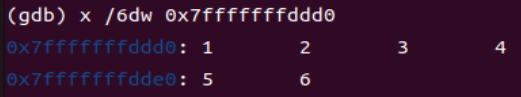 (gdb) x /6dw 0x7fffffffddd0
0x7fffffffddd0: 1 2 3 4
0x7fffffffdde0: 5 6